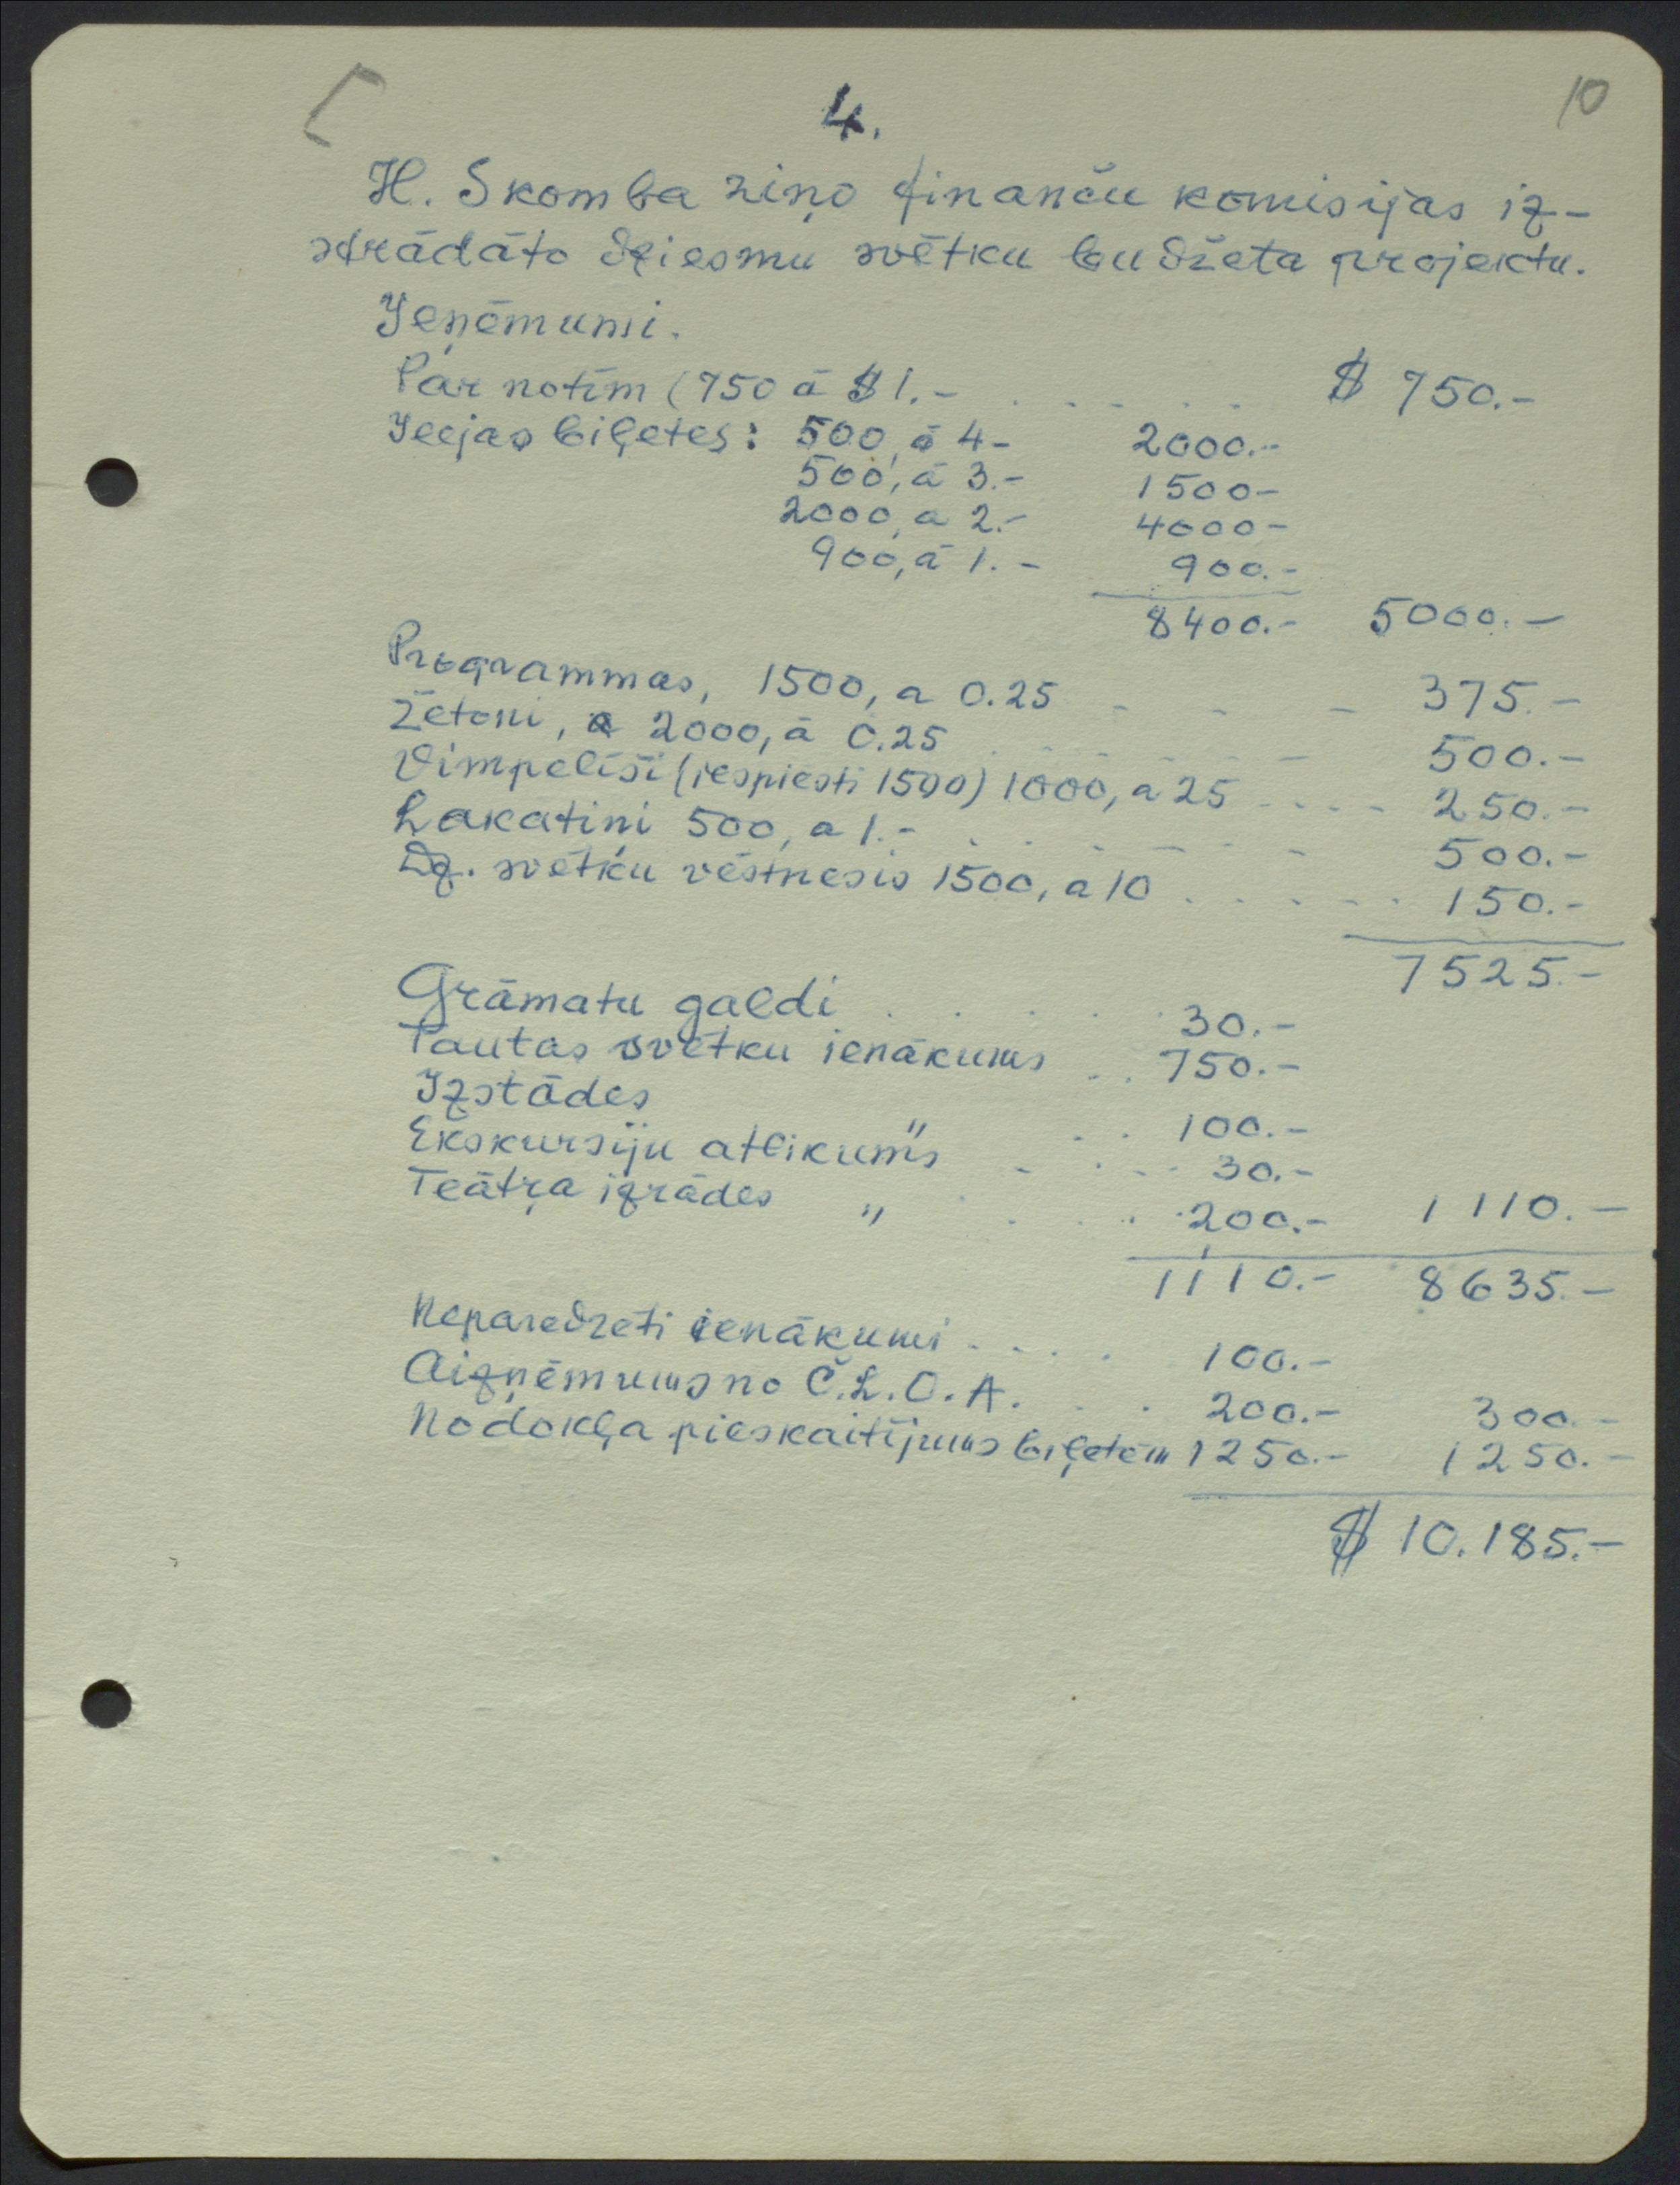 10
4.
H. Skomba ziņo finanču komisijas iz-
strādāto dziesmu svētku budžeta projektu.
Ieņēmumi.
Par notīm (750 ā $ 1.- . . . . . . $ 750.-
Ieejas biļetes: 500, ā 4- 2000.-
500, ā 3.- 1500-
2000, a 2.- 4000-
900, ā 1.- 900.-
8400.- 5000.-
Programmas, 1500, a 0.25 - - - 375.-
Žetoni, a 2000, ā 0.25 . . . . . . 500.-
Vimpelīši (iespiesti 1500) 1000, a 25 . . . . 250.-
Lakatiņi 500, a 1.- . . . . . . 500.-
Dz. svētku vēstnesis 1500, a 10 . . . . . 150.-
7525.-
Grāmatu galdi . . . . . 30.-
Tautas svētku ienākums . . 750.-
Izstādes " . . 100.-
Ekskursiju atlikums . . . . 30.-
Teātŗa izrādes " . . . . 200.- 1110.-
1110.- 8635.-
Neparedzēti ienākumi . . . . 100.-
Aizņēmums no Č.L.O.A. . . 200.- 300.-
Nodokļa pieskaitījums biļetēm 1250.- 1250.-
$ 10.185.-